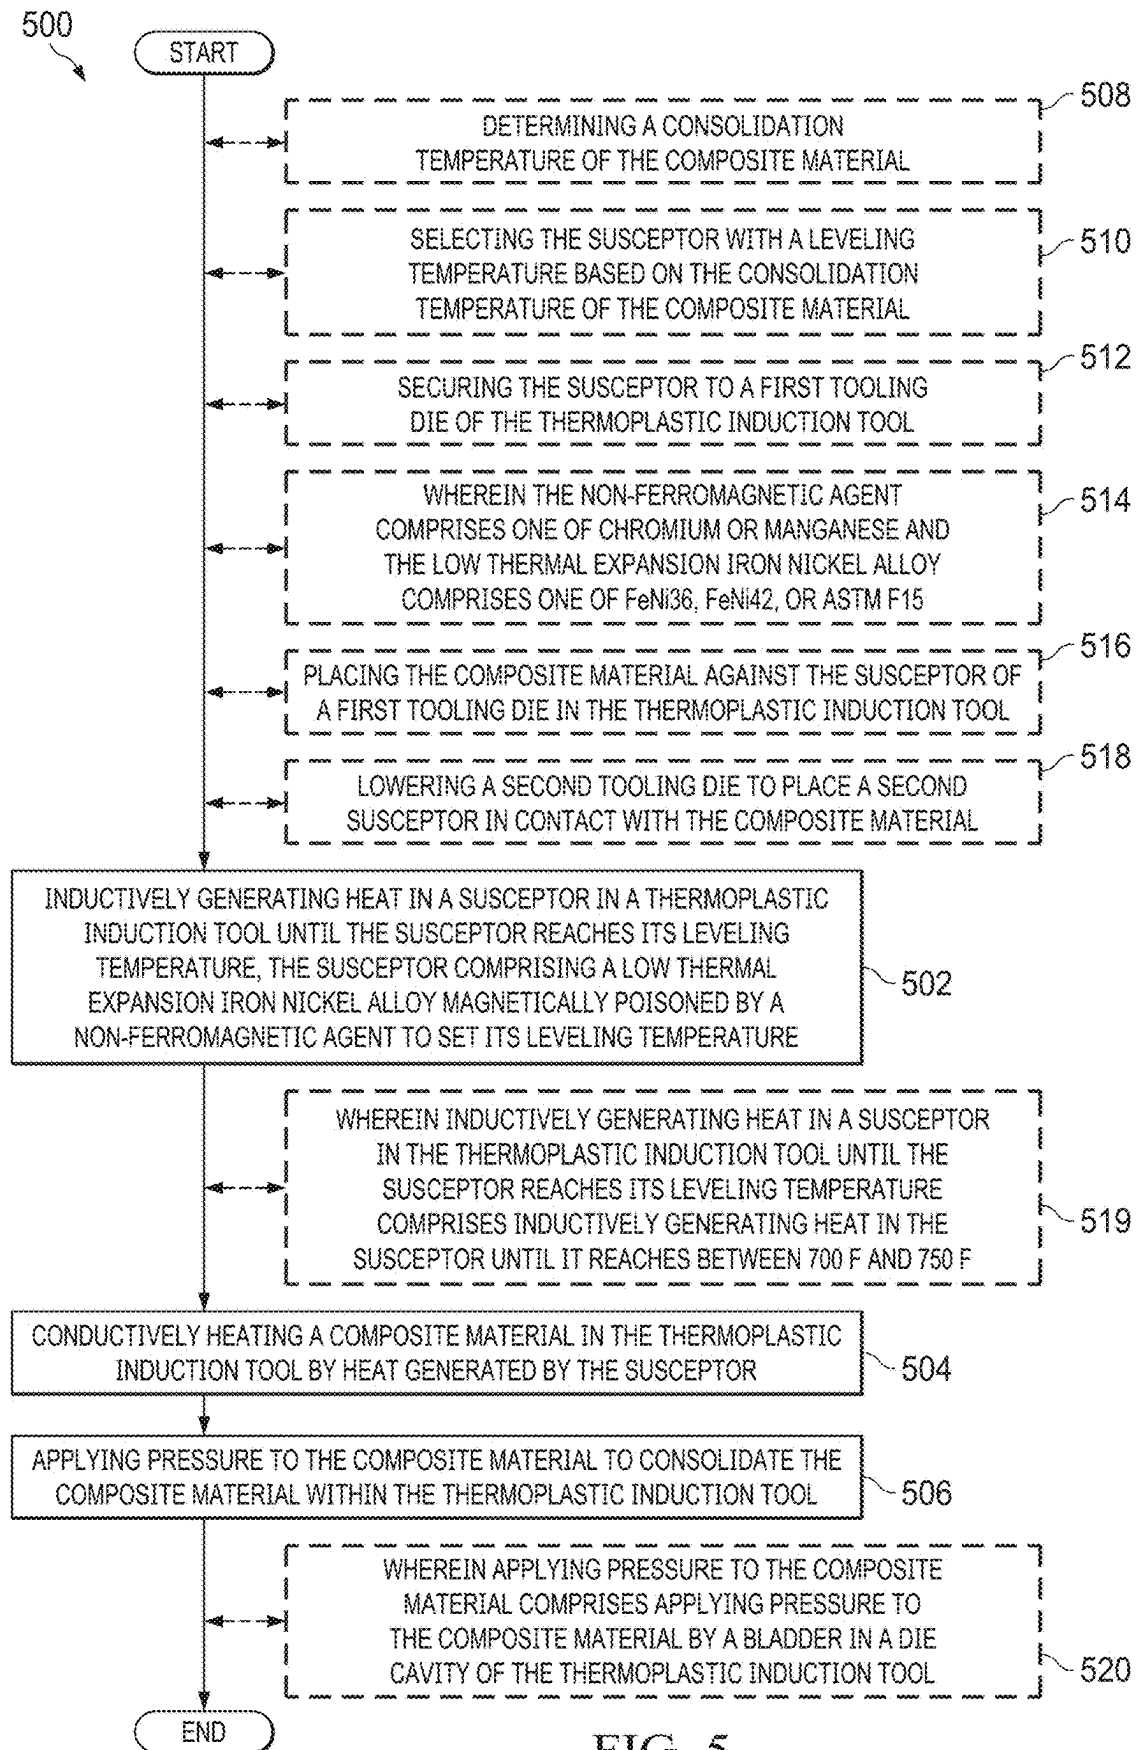 500
START
508
DETERMINING A CONSOLIDATION
TEMPERATURE OF THE COMPOSITE MATERIAL
510
SELECTING THE SUSCEPTOR WITH A LEVELING
TEMPERATURE BASED ON THE CONSOLIDATION
TEMPERATURE OF THE COMPOSITE MATERIAL
512
SECURING THE SUSCEPTOR TO A FIRST TOOLING
DIE OF THE THERMOPLASTIC INDUCTION TOOL
514
WHEREIN THE NON-FERROMAGNETIC AGENT
COMPRISES ONE OF CHROMIUM OR MANGANESE AND
THE LOW THERMAL EXPANSION IRON NICKEL ALLOY
COMPRISES ONE OF FeNi36, FeNi42, OR ASTM F15
516
PLACING THE COMPOSITE MATERIAL AGAINST THE SUSCEPTOR OF
A FIRST TOOLING DIE IN THE THERMOPLASTIC INDUCTION TOOL
518
LOWERING A SECOND TOOLING DIE TO PLACE A SECOND
SUSCEPTOR IN CONTACT WITH THE COMPOSITE MATERIAL
INDUCTIVELY GENERATING HEAT IN A SUSCEPTOR IN A THERMOPLASTIC
INDUCTION TOOL UNTIL THE SUSCEPTOR REACHES ITS LEVELING
TEMPERATURE, THE SUSCEPTOR COMPRISING A LOW THERMAL
EXPANSION IRON NICKEL ALLOY MAGNETICALLY POISONED BY A
NON-FERROMAGNETIC AGENT TO SET ITS LEVELING TEMPERATURE
502
WHEREIN INDUCTIVELY GENERATING HEAT IN A SUSCEPTOR
IN THE THERMOPLASTIC INDUCTION TOOL UNTIL THE
SUSCEPTOR REACHES ITS LEVELING TEMPERATURE
COMPRISES INDUCTIVELY GENERATING HEAT IN THE
SUSCEPTOR UNTIL IT REACHES BETWEEN 700 F AND 750 F
519
CONDUCTIVELY HEATING A COMPOSITE MATERIAL IN THE THERMOPLASTIC
INDUCTION TOOL BY HEAT GENERATED BY THE SUSCEPTOR
504
APPLYING PRESSURE TO THE COMPOSITE MATERIAL TO CONSOLIDATE THE
COMPOSITE MATERIAL WITHIN THE THERMOPLASTIC INDUCTION TOOL
506
WHEREIN APPLYING PRESSURE TO THE COMPOSITE
MATERIAL COMPRISES APPLYING PRESSURE TO
THE COMPOSITE MATERIAL BY A BLADDER IN A DIE
CAVITY OF THE THERMOPLASTIC INDUCTION TOOL
520
END
FIG. 5